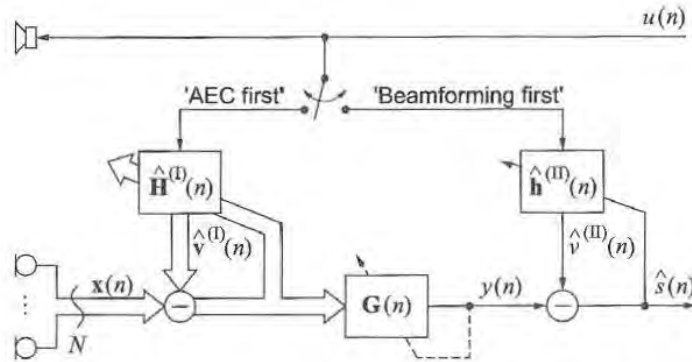 u(n)
'AEC first' 'Beamforming first'
Ĥ⁽ᴵ⁾(n) ĥ⁽ᴵᴵ⁾(n)
v̂⁽ᴵ⁾(n) v̂⁽ᴵᴵ⁾(n)
x(n) G(n) y(n) ŝ(n)
N